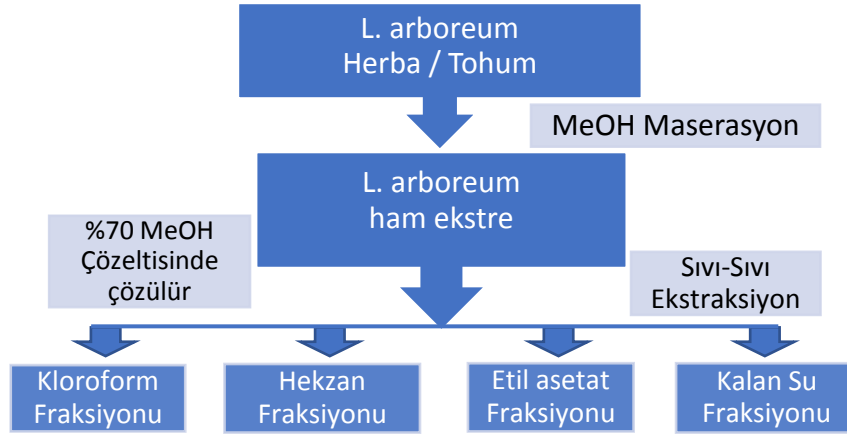 L. arboreum
Herba / Tohum
MeOH Maserasyon
L. arboreum
ham ekstre
%70 MeOH
Çözeltisinde
çözülür
Sıvı-Sıvı
Ekstraksiyon
Kloroform
Fraksiyonu
Hekzan
Fraksiyonu
Etil asetat
Fraksiyonu
Kalan Su
Fraksiyonu